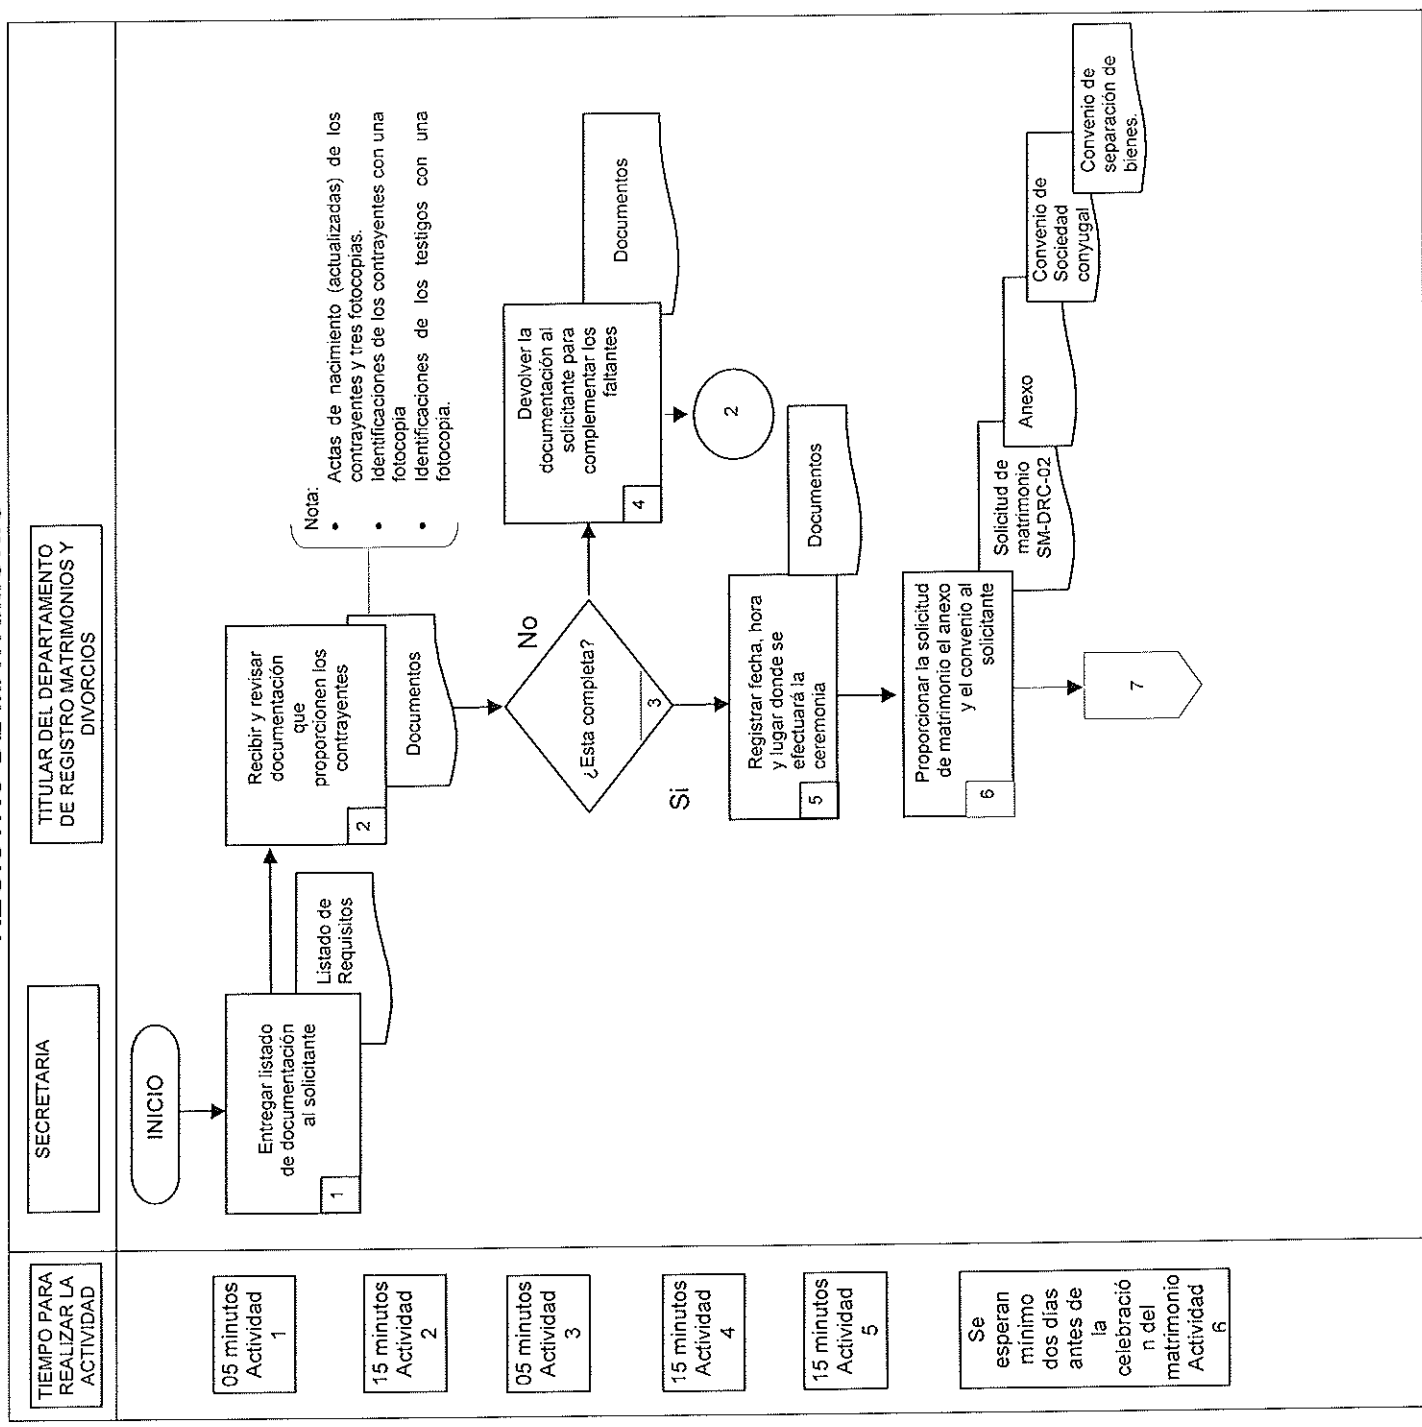 TIEMPO PARA
REALIZAR LA
ACTIVIDAD
SECRETARIA
TITULAR DEL DEPARTAMENTO
DE REGISTRO MATRIMONIOS Y
DIVORCIOS
05 minutos
Actividad
1
15 minutos
Actividad
2
05 minutos
Actividad
3
15 minutos
Actividad
4
15 minutos
Actividad
5
Se
esperan
mínimo
dos días
antes de
la
celebració
n del
matrimonio
Actividad
6
INICIO
Entregar listado
de documentación
al solicitante
1
Listado de
Requisitos
Recibir y revisar
documentación
que
proporcionen los
contrayentes
2
Documentos
Nota:
• Actas de nacimiento (actualizadas) de los
contrayentes y tres fotocopias.
• Identificaciones de los contrayentes con una
fotocopia
• Identificaciones de los testigos con una
fotocopia.
¿Esta completa?
3
No
Si
Devolver la
documentación al
solicitante para
complementar los
faltantes
4
Documentos
2
Registrar fecha, hora
y lugar donde se
efectuará la
ceremonia
5
Documentos
Proporcionar la solicitud
de matrimonio el anexo
y el convenio al
solicitante
6
Solicitud de
matrimonio
SM-DRC-02
Anexo
Convenio de
Sociedad
conyugal
Convenio de
separación de
bienes.
7